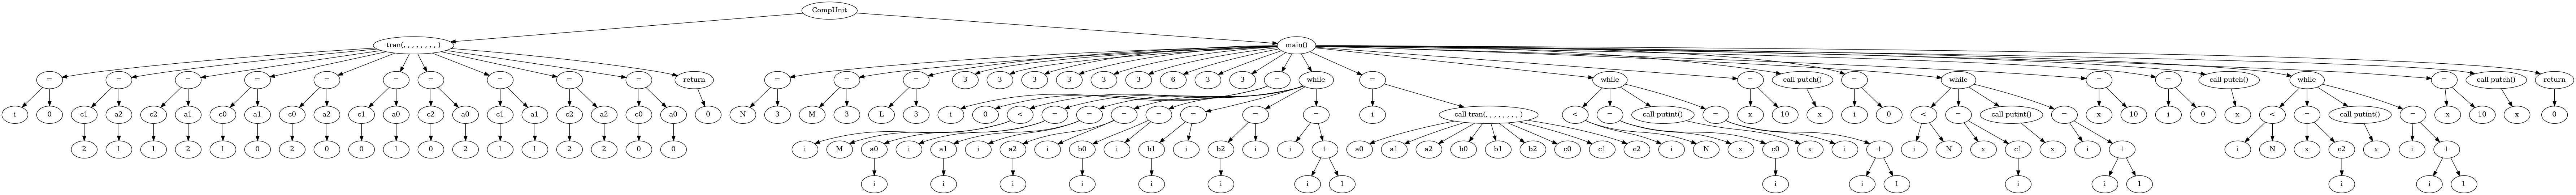 CompUnit
tran(, , , , , , , , ) main()
= = = = = = = = = = return = = = 3 3 3 3 3 3 6 3 3 = while = while = call putch() = while = = call putch() while = call putch() return
i 0 c1 a2 c2 a1 c0 a1 c0 a2 c1 a0 c2 a0 c1 a1 c2 a2 c0 a0 0 N 3 M 3 L 3 i 0 < = = = = = = = i call tran(, , , , , , , , ) < = call putint() = x 10 x i 0 < = call putint() = x 10 i 0 x < = call putint() = x 10 x 0
2 1 1 2 1 0 2 0 0 1 0 2 1 1 2 2 0 0 i M a0 i a1 i a2 i b0 i b1 i b2 i i + a0 a1 a2 b0 b1 b2 c0 c1 c2 i N x c0 x i + i N x c1 x i + i N x c2 x i +
i i i i i i i 1 i i 1 i i 1 i i 1